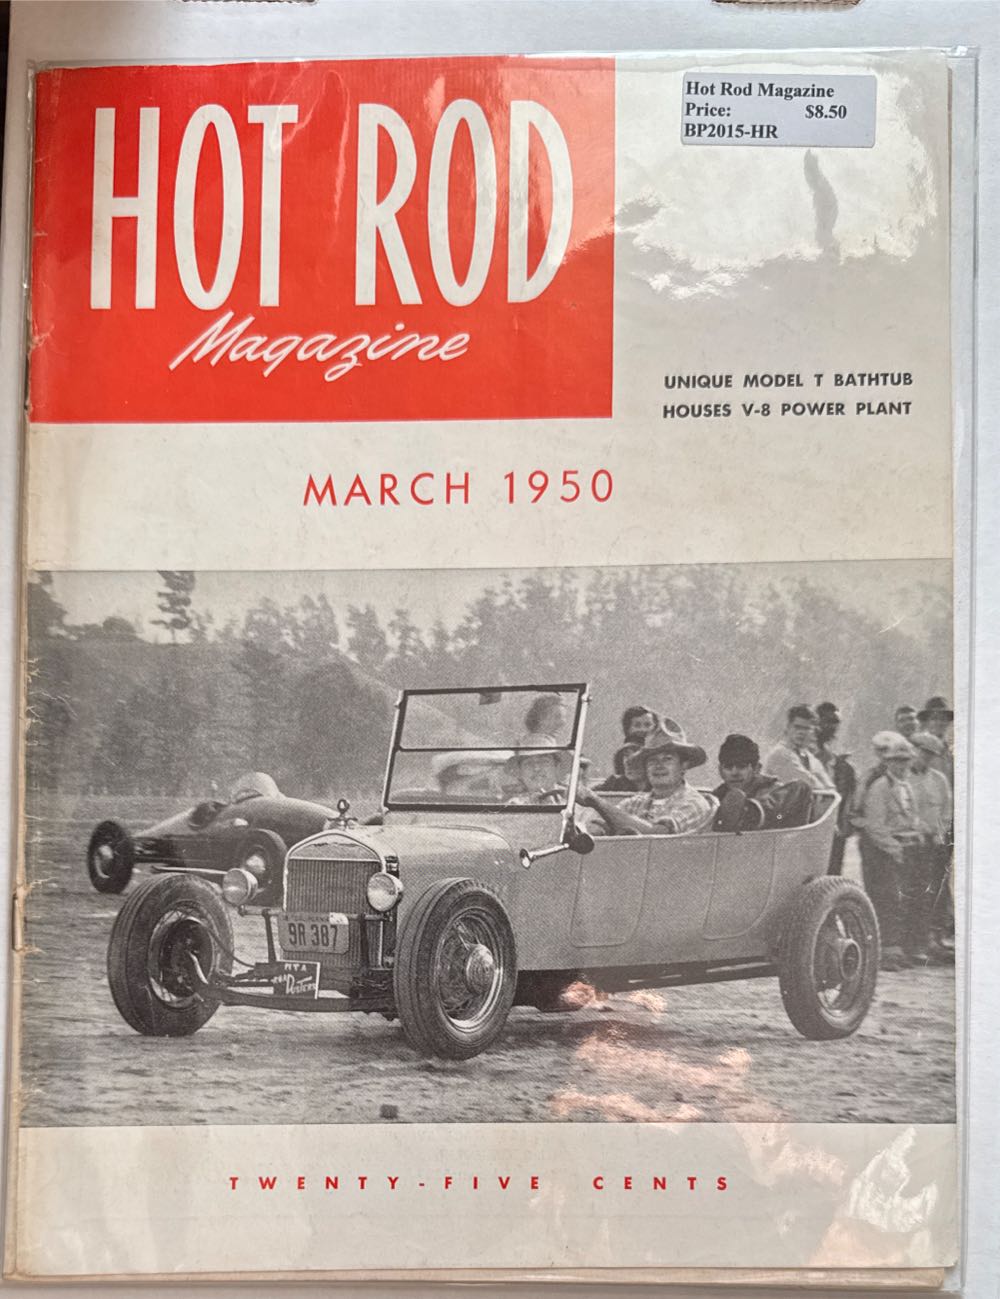 HOT ROD
Magazine
Hot Rod Magazine
Price: $8.50
BP2015-HR
UNIQUE MODEL T BATHTUB
HOUSES V-8 POWER PLANT
MARCH 1950
9R 387
TWENTY-FIVE CENTS